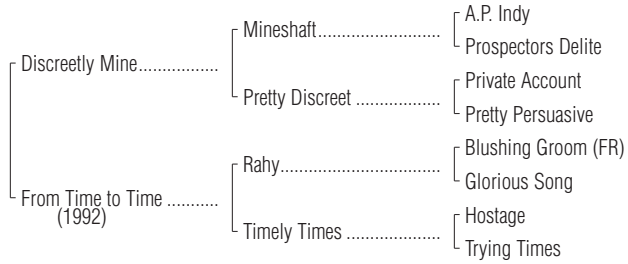 A.P. Indy
Mineshaft
Prospectors Delite
Discreetly Mine
Private Account
Pretty Discreet
Pretty Persuasive
Blushing Groom (FR)
Rahy
Glorious Song
From Time to Time
(1992)
Hostage
Timely Times
Trying Times